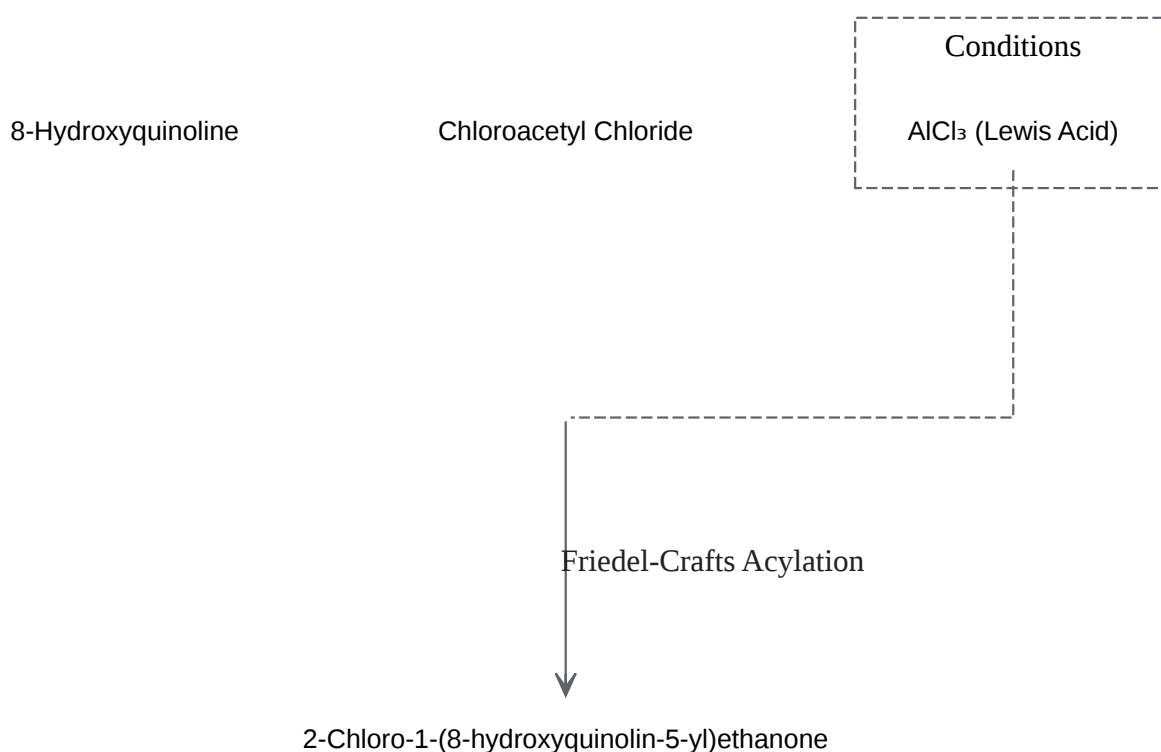 Conditions
8-Hydroxyquinoline
Chloroacetyl Chloride
AlCl₃ (Lewis Acid)
Friedel-Crafts Acylation
2-Chloro-1-(8-hydroxyquinolin-5-yl)ethanone